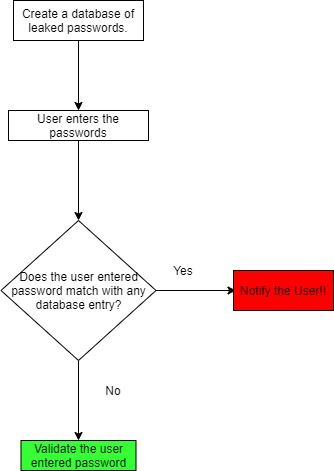 Create a database of
leaked passwords.
User enters the
passwords
Does the user entered
password match with any
database entry?
Yes
Notify the User!!
No
Validate the user
entered password